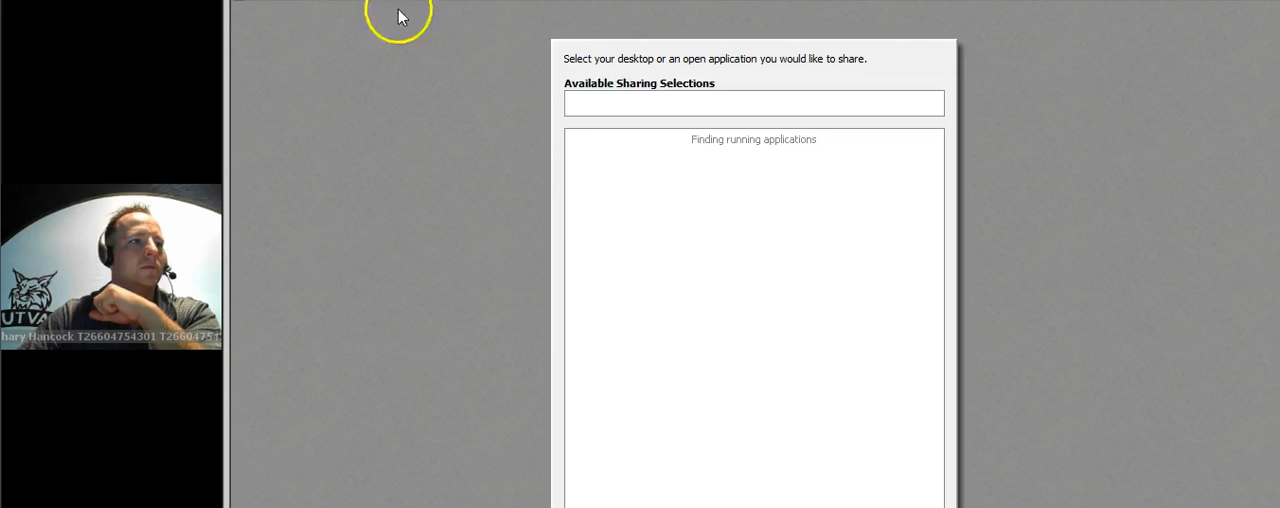 Select your desktop or an open application you would like to share.
Available Sharing Selections
Finding running applications
UTVA
hary Hancock T26604754301 T2660475